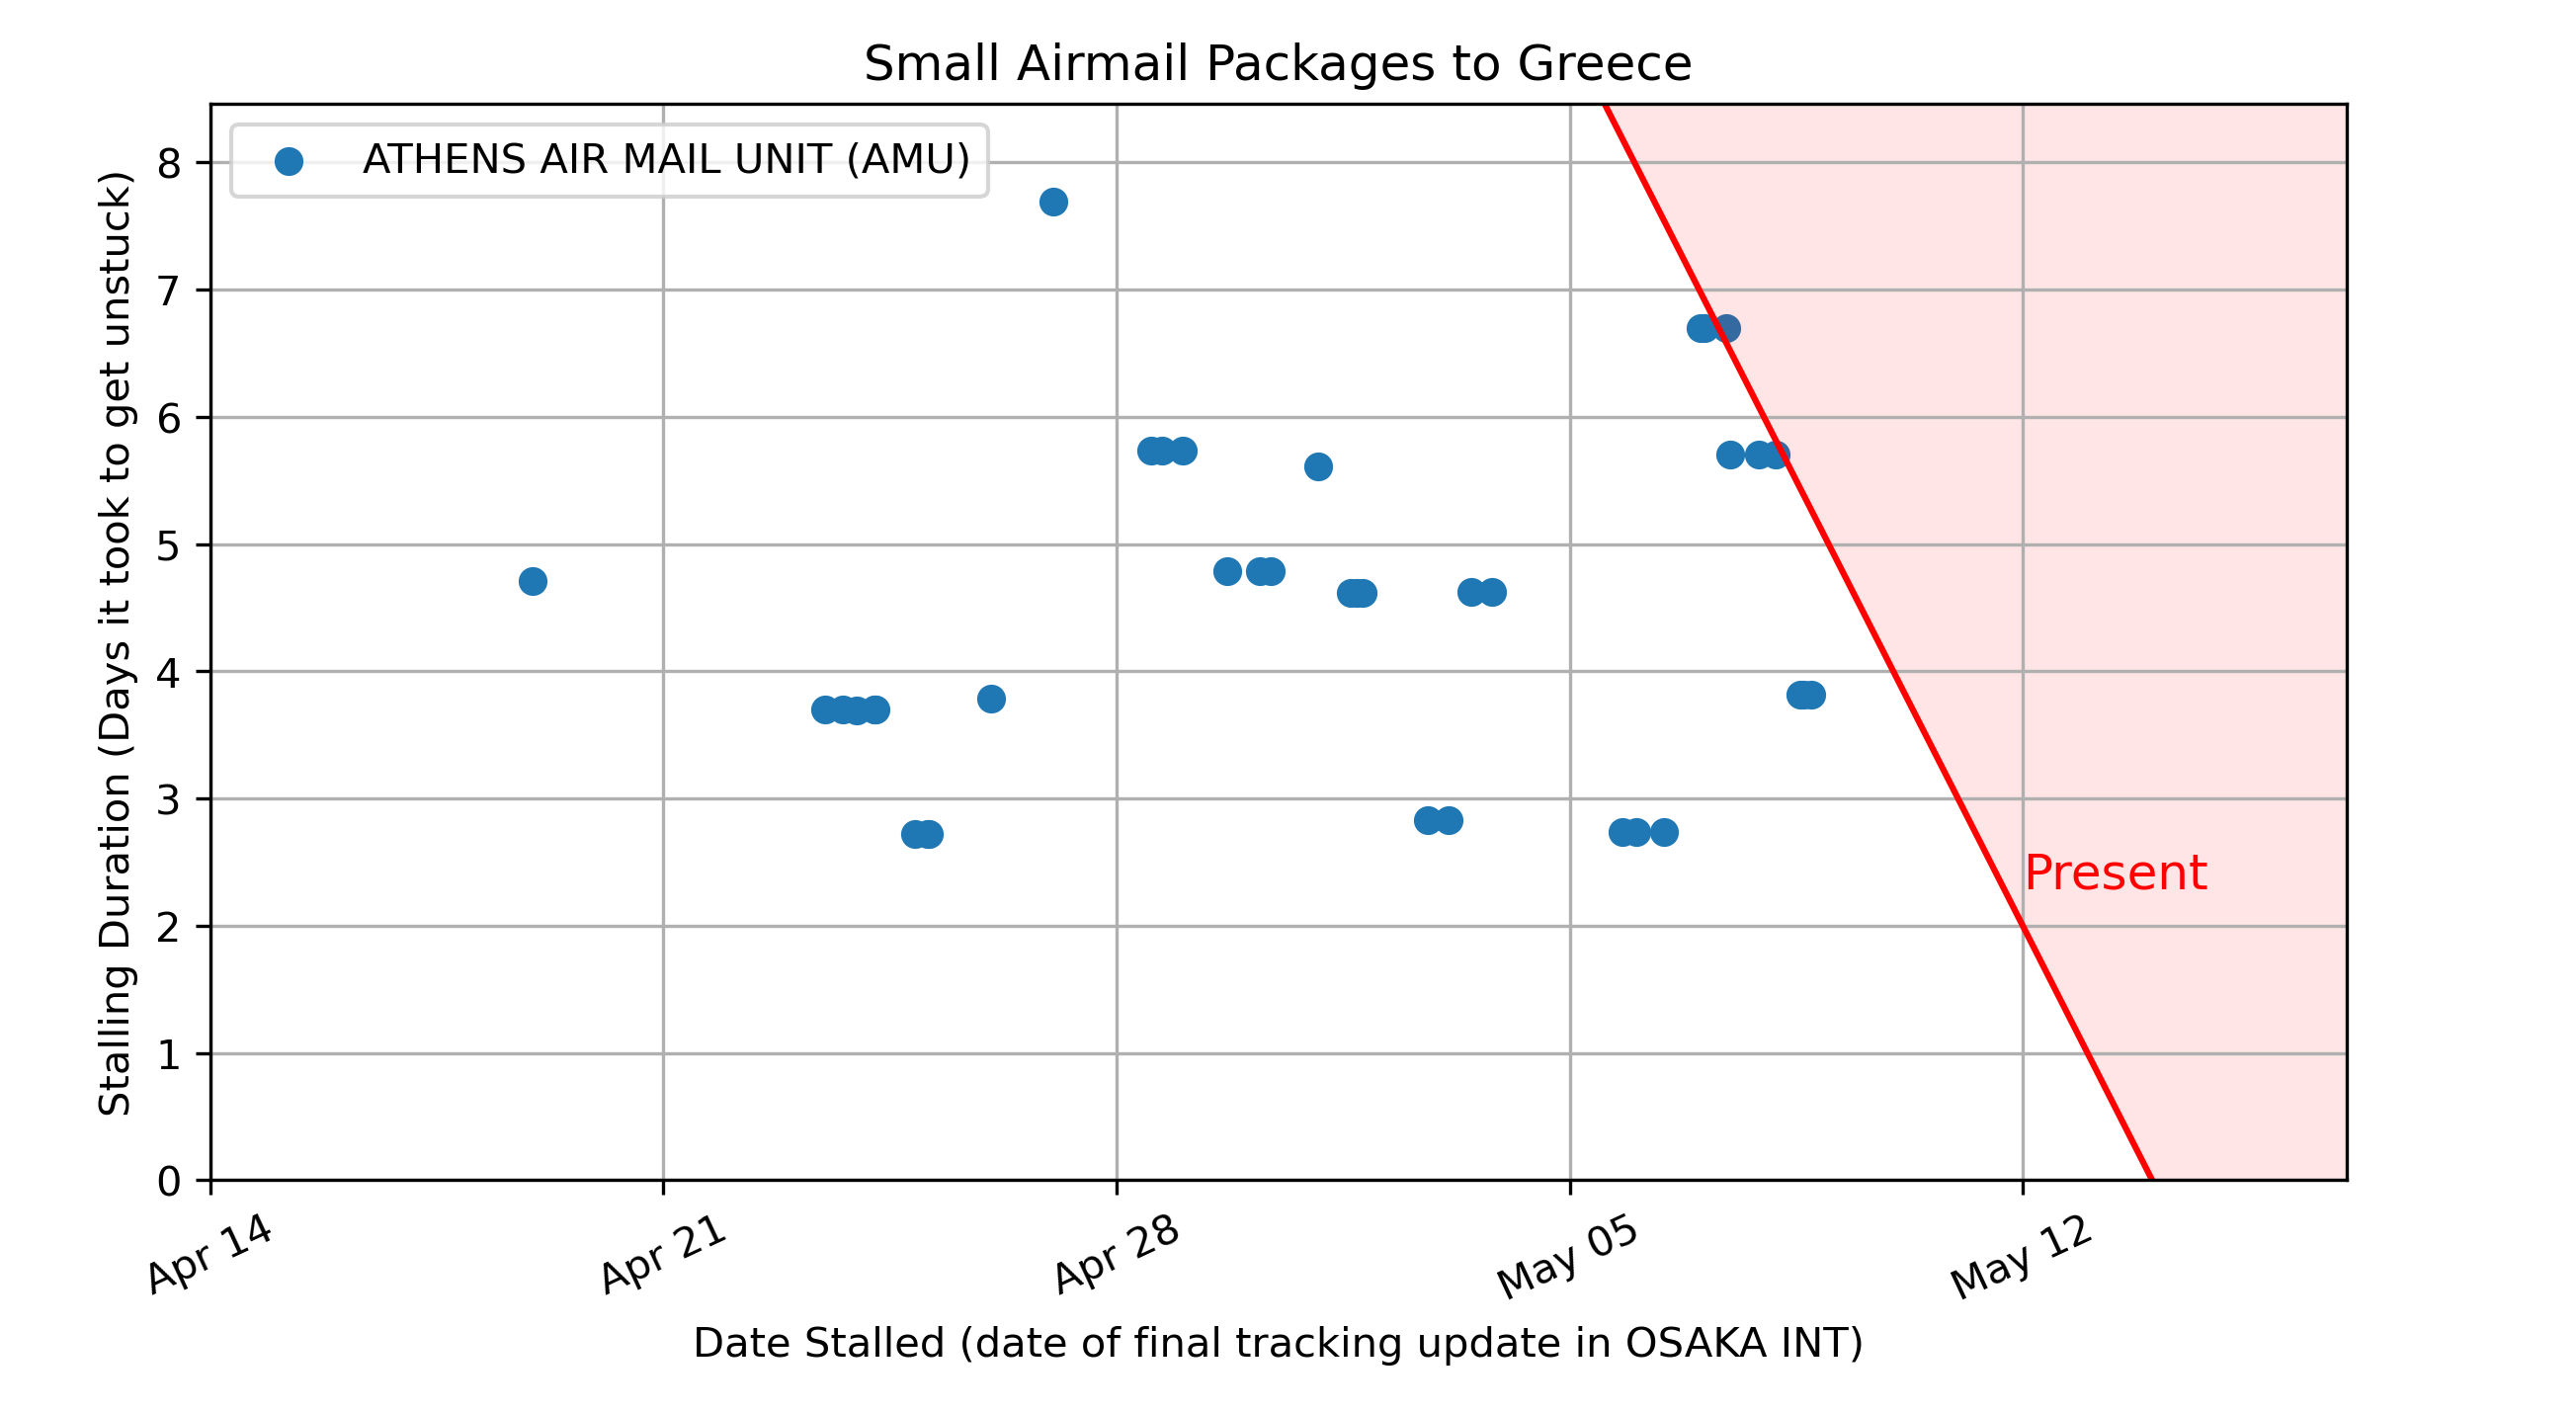 Small Airmail Packages to Greece
ATHENS AIR MAIL UNIT (AMU)
Stalling Duration (Days it took to get unstuck)
8
7
6
5
4
3
2
1
0
Present
Apr 14
Apr 21
Apr 28
May 05
May 12
Date Stalled (date of final tracking update in OSAKA INT)